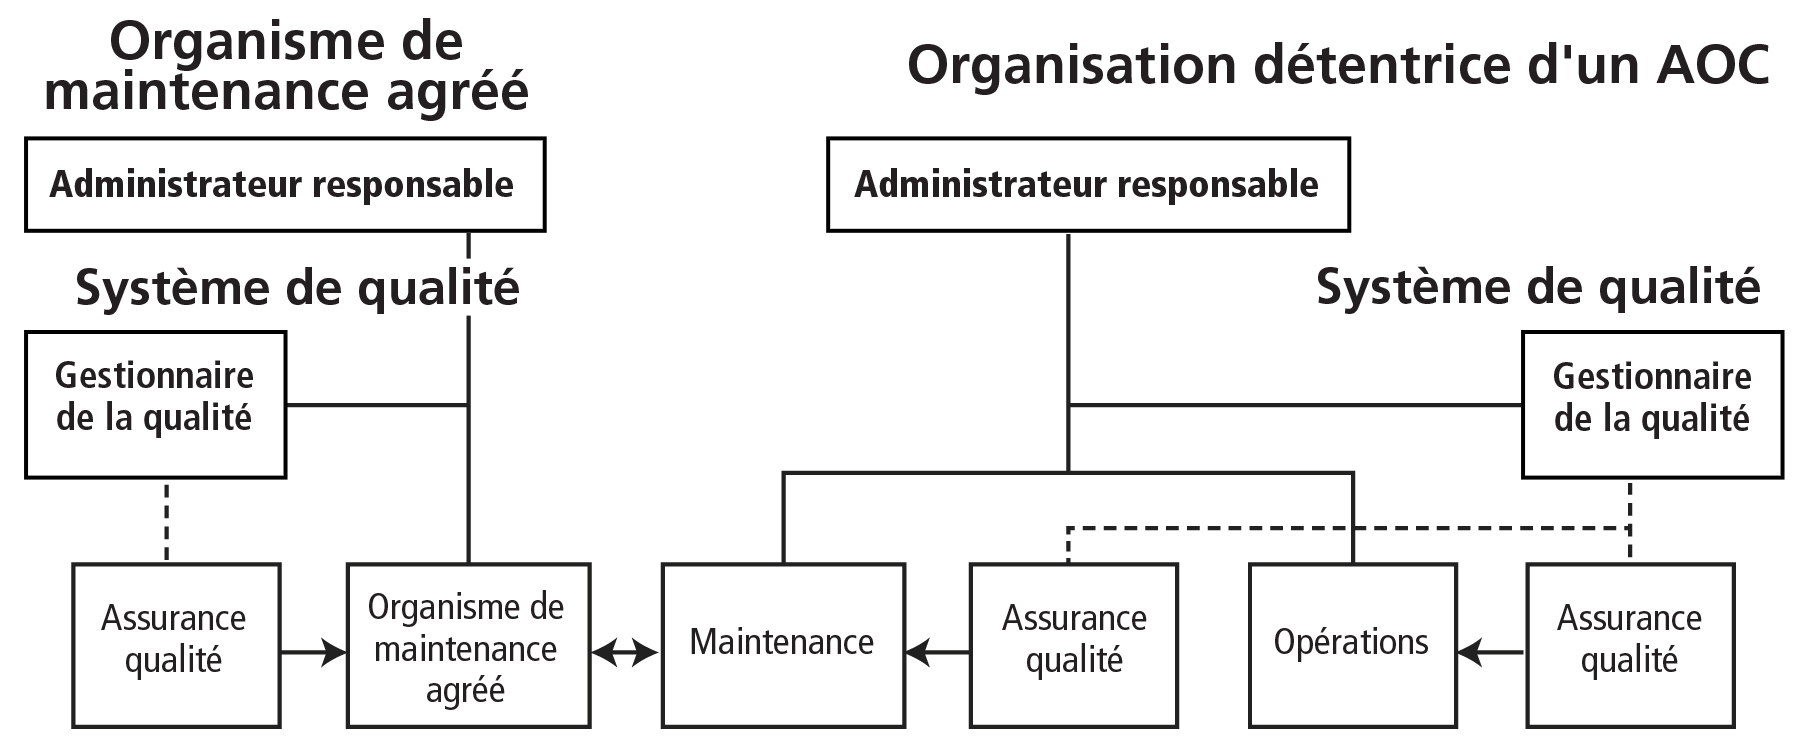 Organisme de
maintenance agréé
Organisation détentrice d'un AOC
Administrateur responsable
Administrateur responsable
Système de qualité
Système de qualité
Gestionnaire
de la qualité
Gestionnaire
de la qualité
Assurance
qualité
Organisme de
maintenance
agréé
Maintenance
Assurance
qualité
Opérations
Assurance
qualité